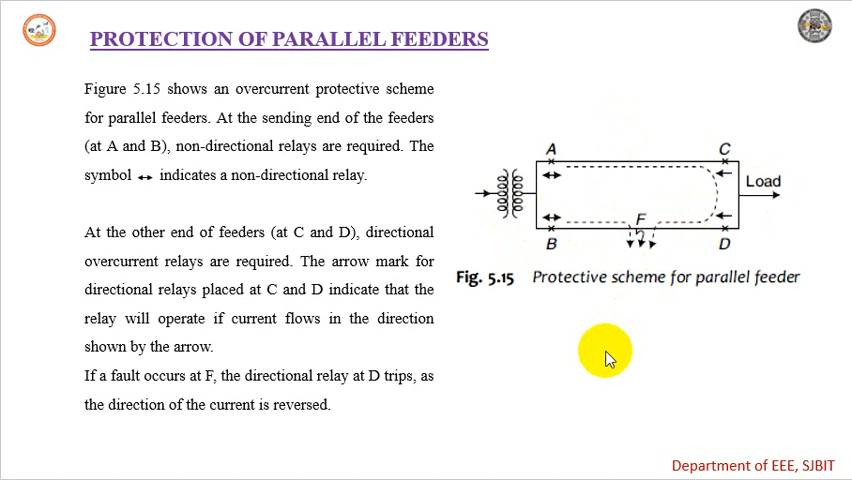 PROTECTION OF PARALLEL FEEDERS
Figure 5.15 shows an overcurrent protective scheme
for parallel feeders. At the sending end of the feeders
(at A and B), non-directional relays are required. The
symbol ↔ indicates a non-directional relay.
At the other end of feeders (at C and D), directional
overcurrent relays are required. The arrow mark for
directional relays placed at C and D indicate that the
relay will operate if current flows in the direction
shown by the arrow.
If a fault occurs at F, the directional relay at D trips, as
the direction of the current is reversed.
A
C
Load
F
B
D
Fig. 5.15 Protective scheme for parallel feeder
Department of EEE, SJBIT